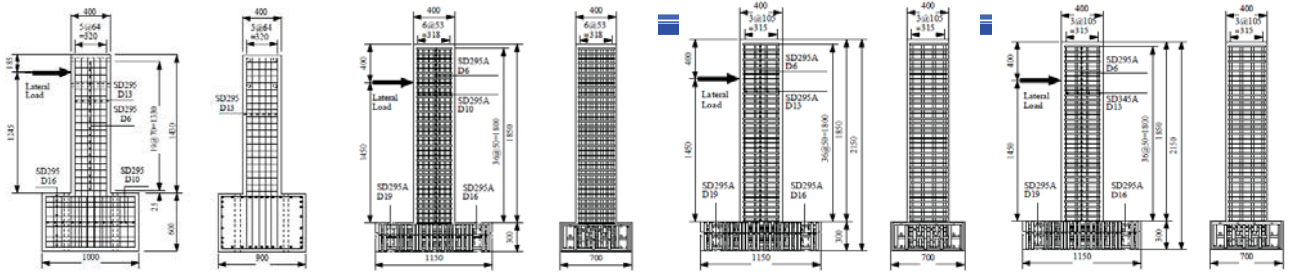 400
5@64
=320
185
Lateral
Load
1245
SD295
D13
SD295
D6
19@70=1330
1430
SD295
D16
SD295
D10
25
600
1000
400
5@64
=320
SD295
D13
900
400
6@53
=318
400
Lateral
Load
1450
SD295A
D6
SD295A
D10
36@50=1800
1850
SD295A
D19
SD295A
D16
300
1150
400
6@53
=318
700
400
3@105
=315
400
Lateral
Load
1450
SD295A
D6
SD295A
D13
36@50=1800
1850
2150
SD295A
D19
SD295A
D16
300
1150
400
3@105
=315
700
400
3@105
=315
400
Lateral
Load
1450
SD295A
D6
SD345A
D13
36@50=1800
1850
2150
SD295A
D19
SD295A
D16
300
1150
400
3@105
=315
700